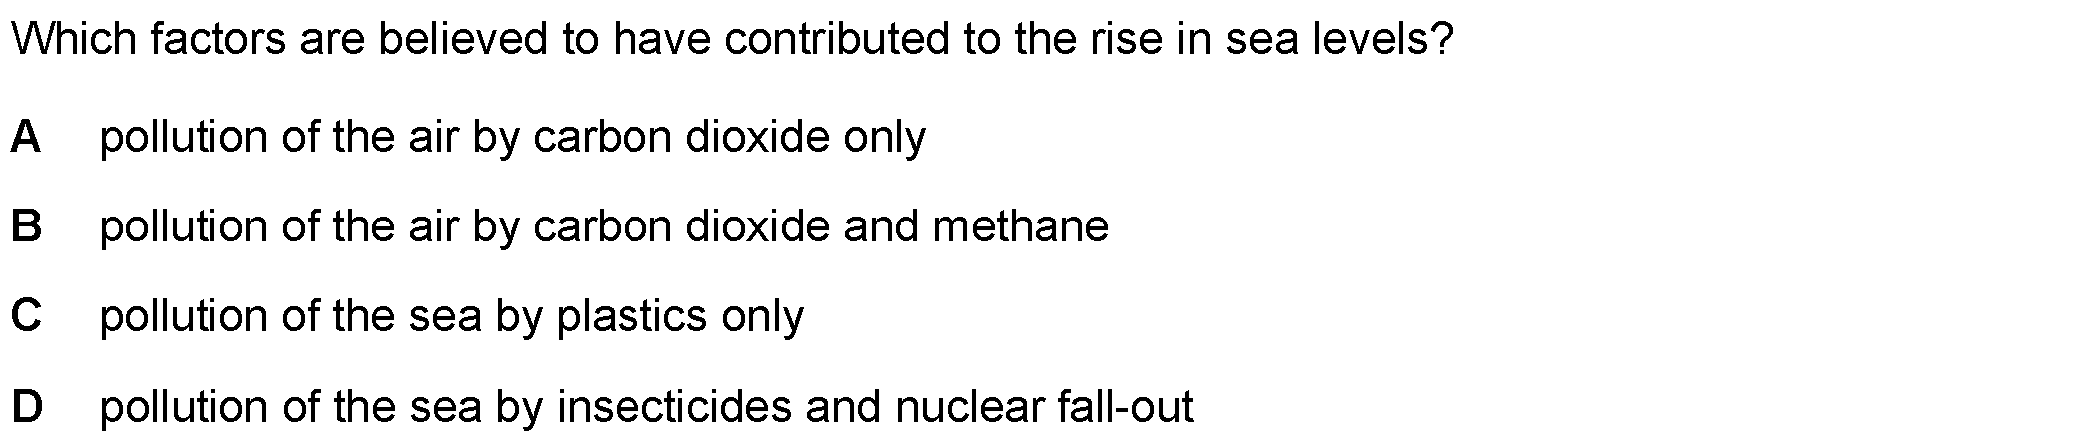 Which factors are believed to have contributed to the rise in sea levels?
A pollution of the air by carbon dioxide only
B pollution of the air by carbon dioxide and methane
C pollution of the sea by plastics only
D pollution of the sea by insecticides and nuclear fall-out